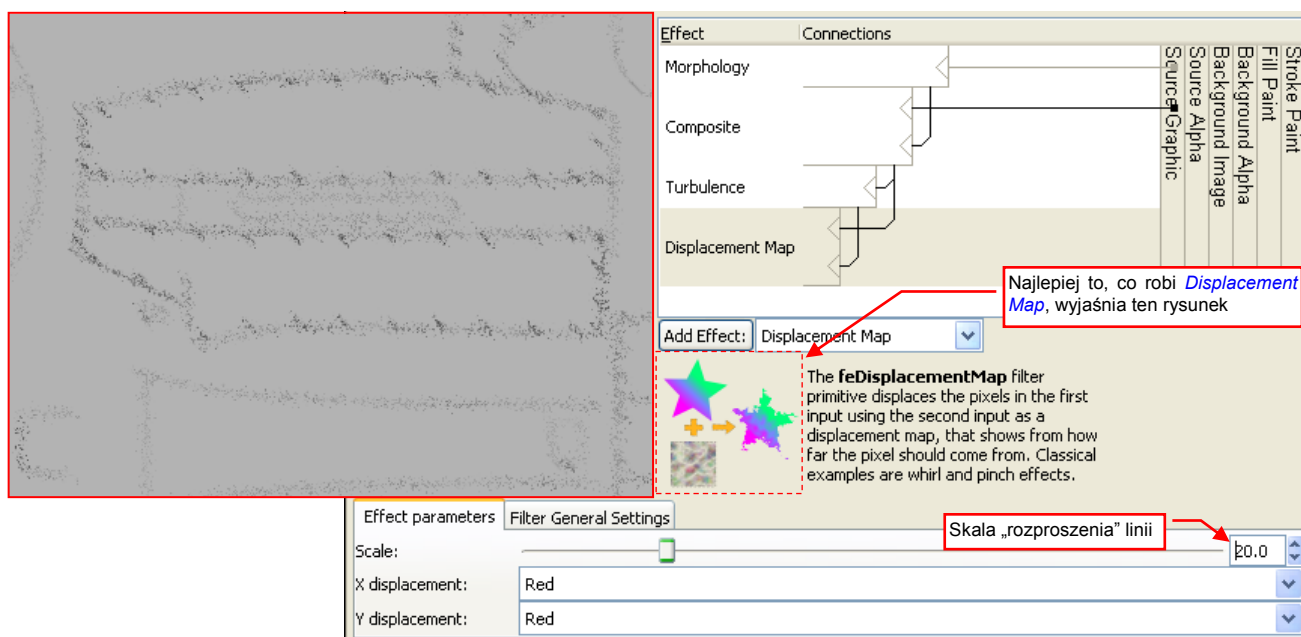 Effect Connections
Morphology
Composite
Turbulence
Displacement Map
Source Graphic
Source Alpha
Background Image
Background Alpha
Fill Paint
Stroke Paint
Najlepiej to, co robi Displacement
Map, wyjaśnia ten rysunek
Add Effect: Displacement Map
The feDisplacementMap filter
primitive displaces the pixels in the first
input using the second input as a
displacement map, that shows from how
far the pixel should come from. Classical
examples are whirl and pinch effects.
Effect parameters Filter General Settings
Skala „rozproszenia” linii
Scale: 20.0
X displacement: Red
Y displacement: Red